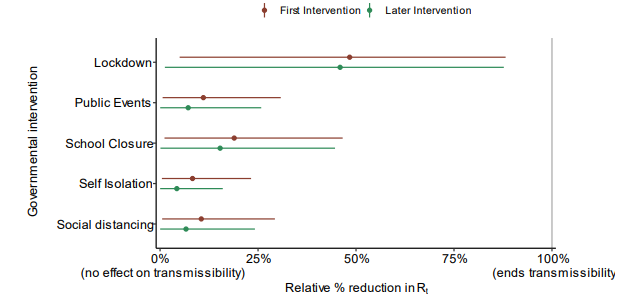 First Intervention Later Intervention
Governmental intervention
Lockdown
Public Events
School Closure
Self Isolation
Social distancing
0% 25% 50% 75% 100%
(no effect on transmissibility) (ends transmissibility
Relative % reduction in Rt